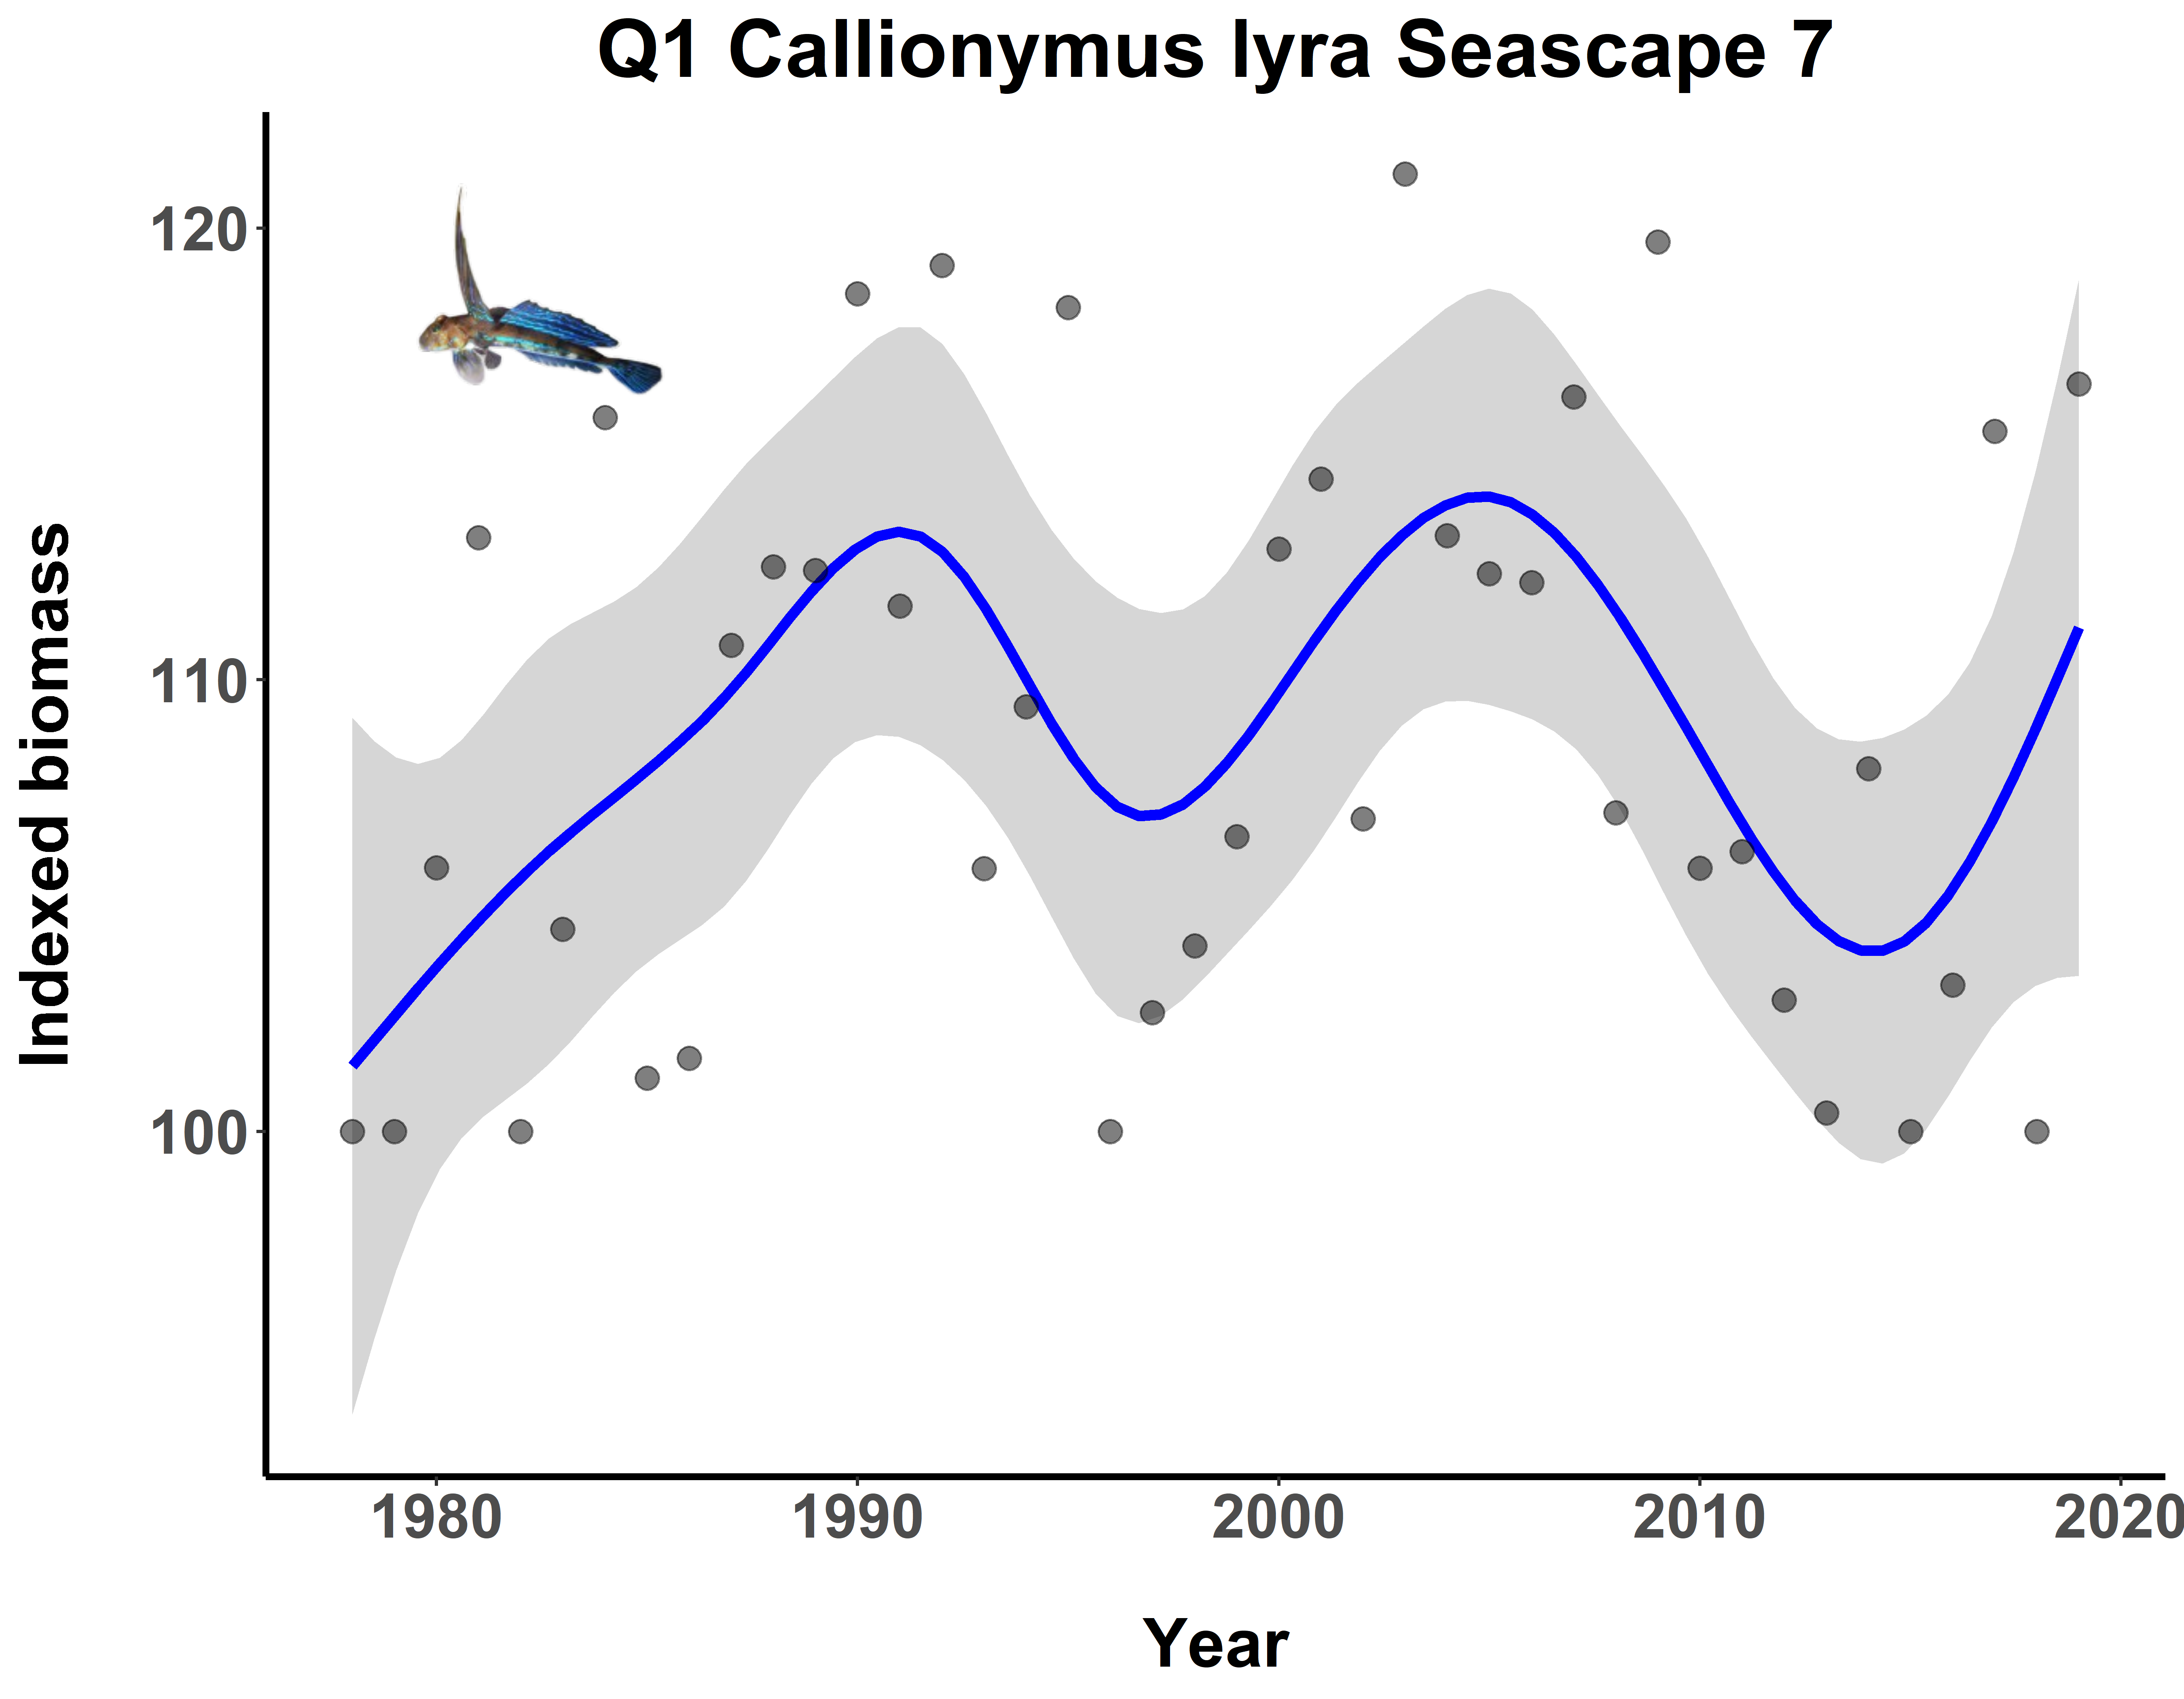 Q1 Callionymus lyra Seascape 7
Indexed biomass
120
110
100
1980 1990 2000 2010 2020
Year